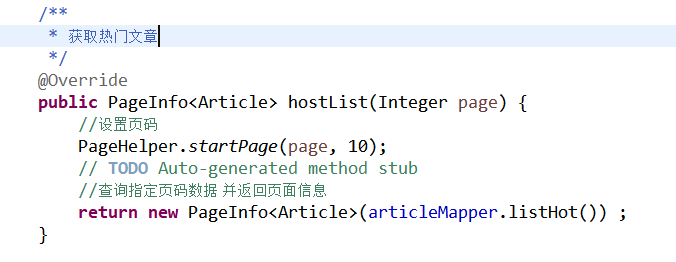 /**
 * 获取热门文章
 */
@Override
public PageInfo<Article> hostList(Integer page) {
    //设置页码
    PageHelper.startPage(page, 10);
    // TODO Auto-generated method stub
    //查询指定页码数据 并返回页面信息
    return new PageInfo<Article>(articleMapper.listHot()) ;
}